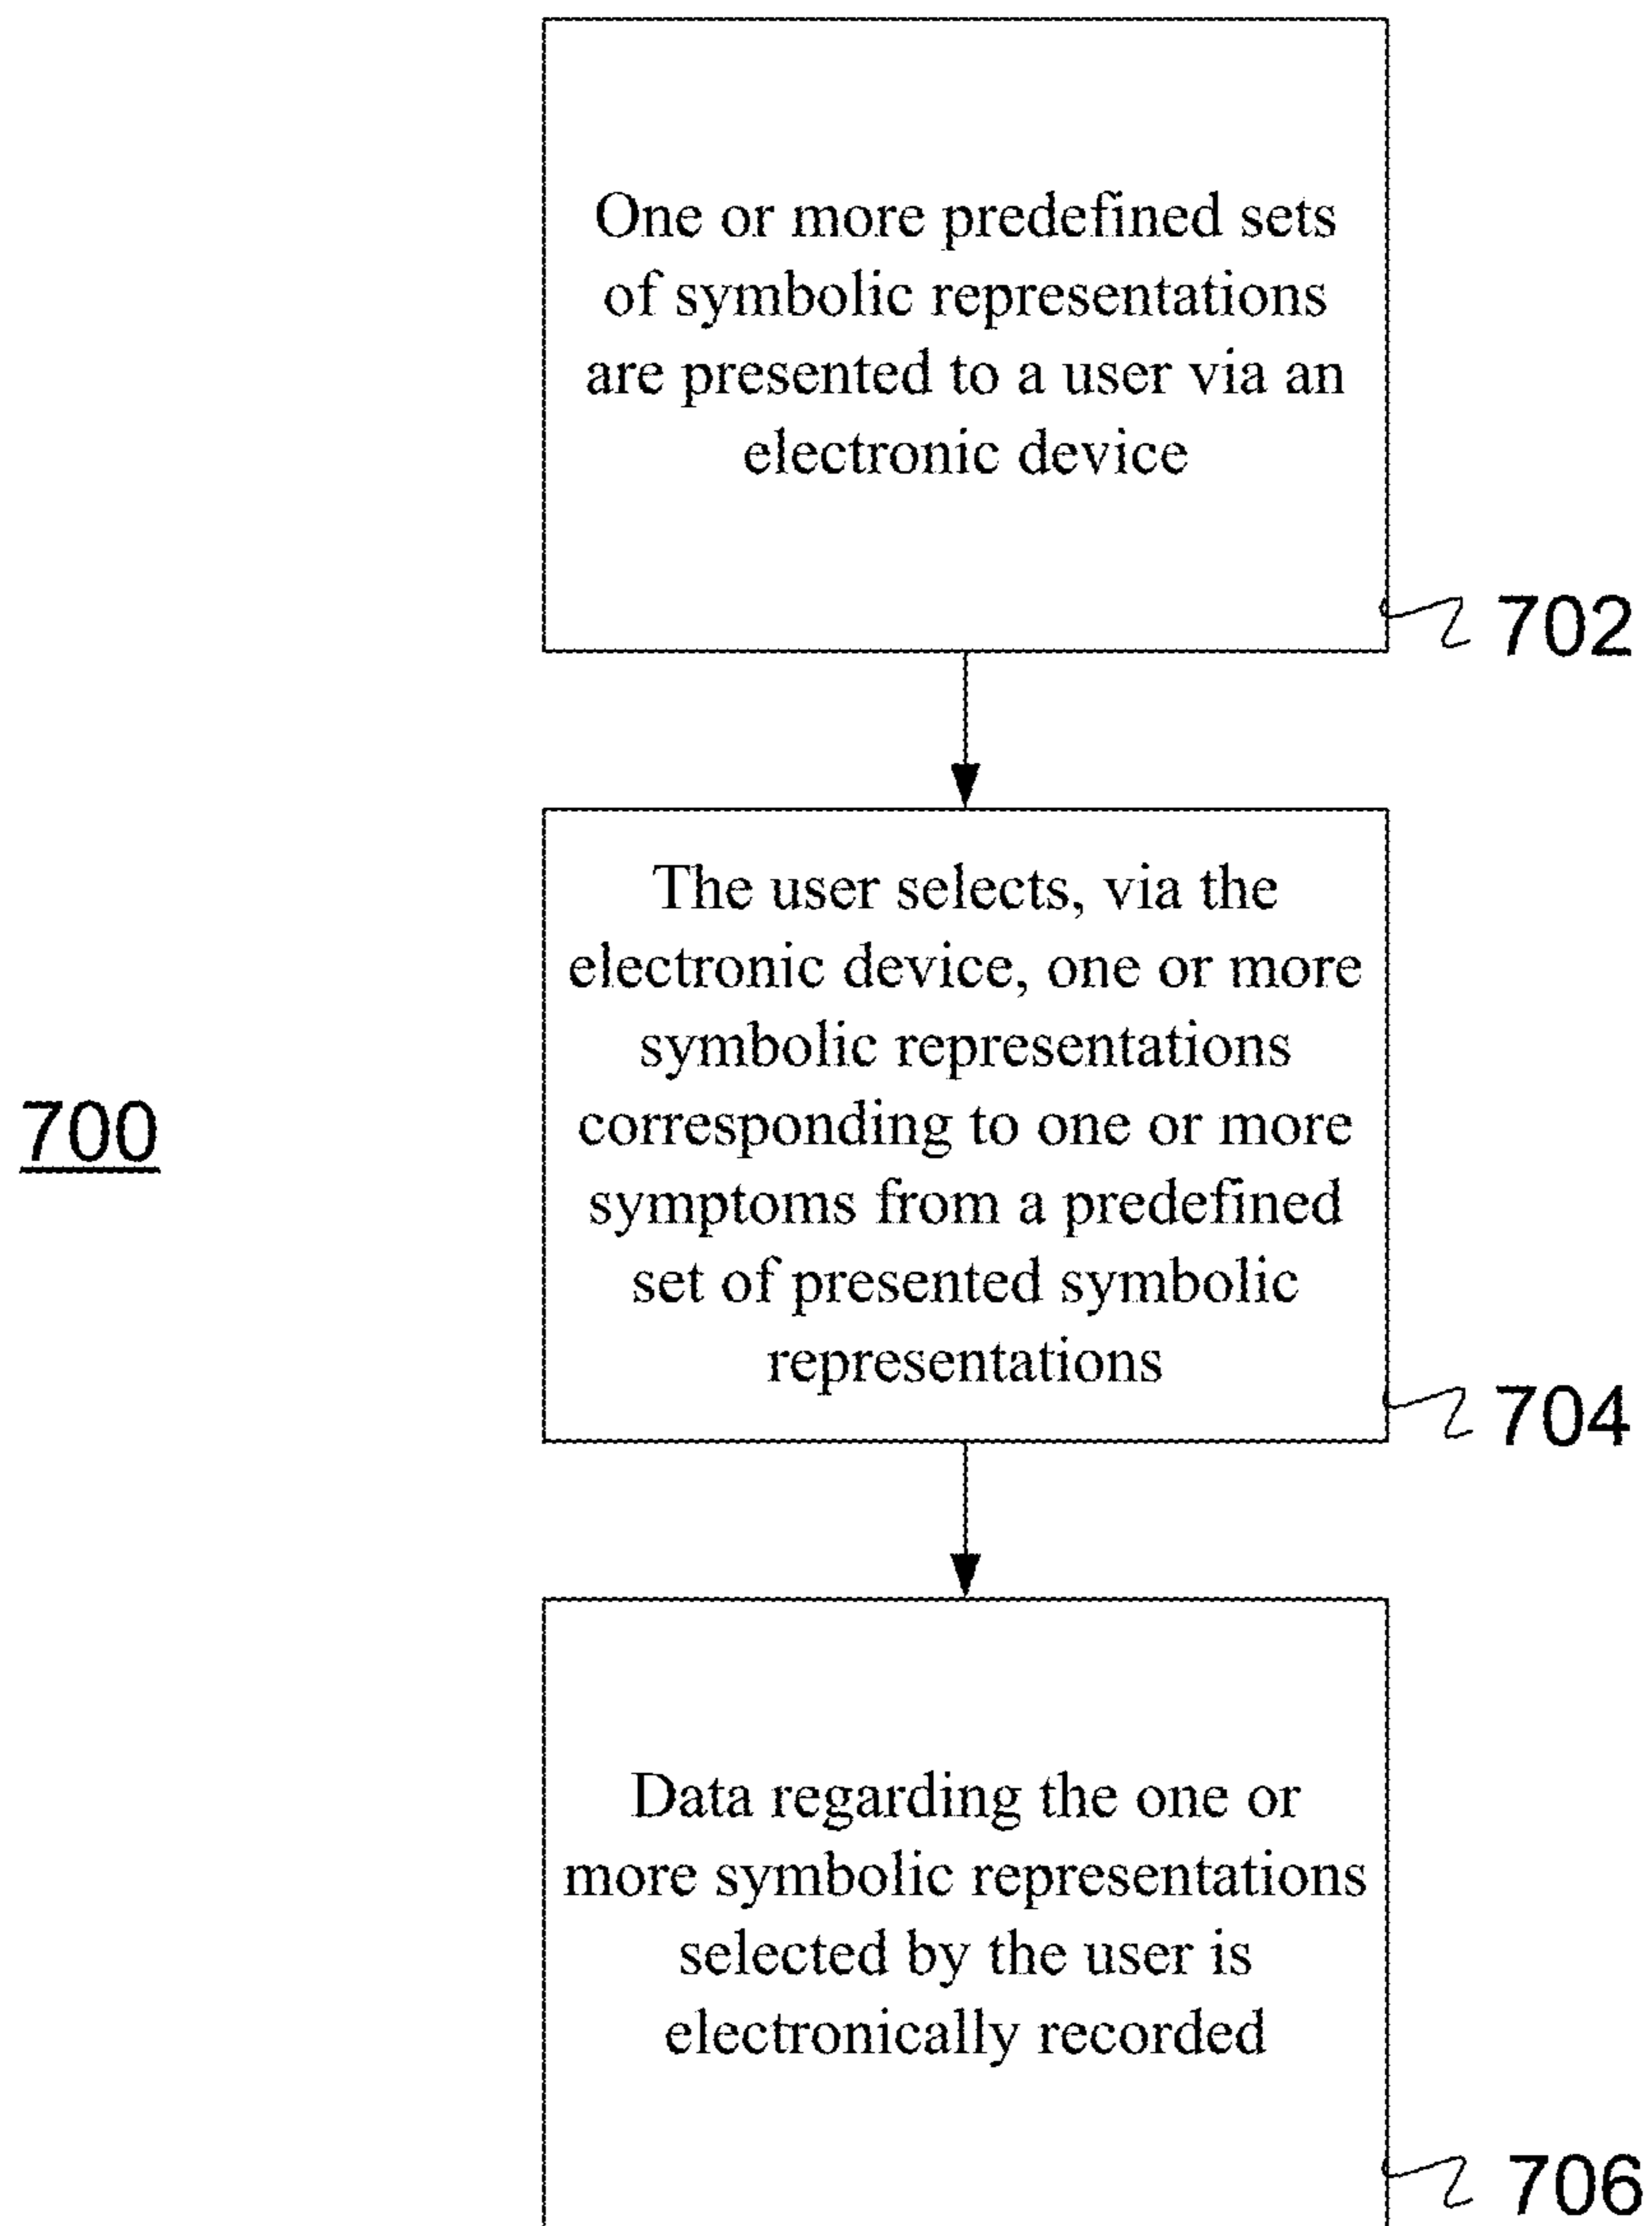 One or more predefined sets
of symbolic representations
are presented to a user via an
electronic device
702
The user selects, via the
electronic device, one or more
symbolic representations
corresponding to one or more
symptoms from a predefined
set of presented symbolic
representations
704
700
Data regarding the one or
more symbolic representations
selected by the user is
electronically recorded
706